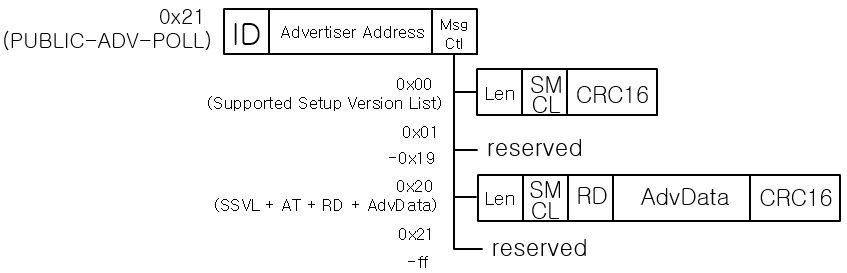 0x21
(PUBLIC-ADV-POLL)
ID
Advertiser Address
Msg
Ctl
0x00
(Supported Setup Version List)
Len
SM
CL
CRC16
0x01
-0x19
reserved
0x20
(SSVL + AT + RD + AdvData)
Len
SM
CL
RD
AdvData
CRC16
0x21
-ff
reserved